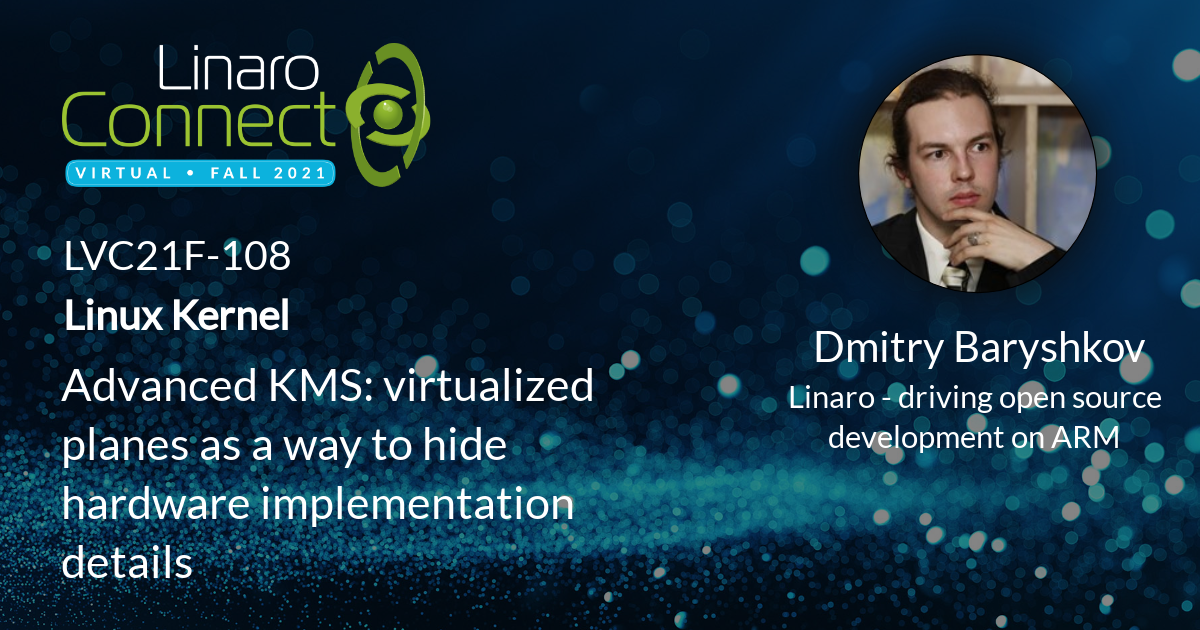 Linaro
Connect
VIRTUAL • FALL 2021
LVC21F-108
Linux Kernel
Advanced KMS: virtualized
planes as a way to hide
hardware implementation
details
Dmitry Baryshkov
Linaro - driving open source
development on ARM